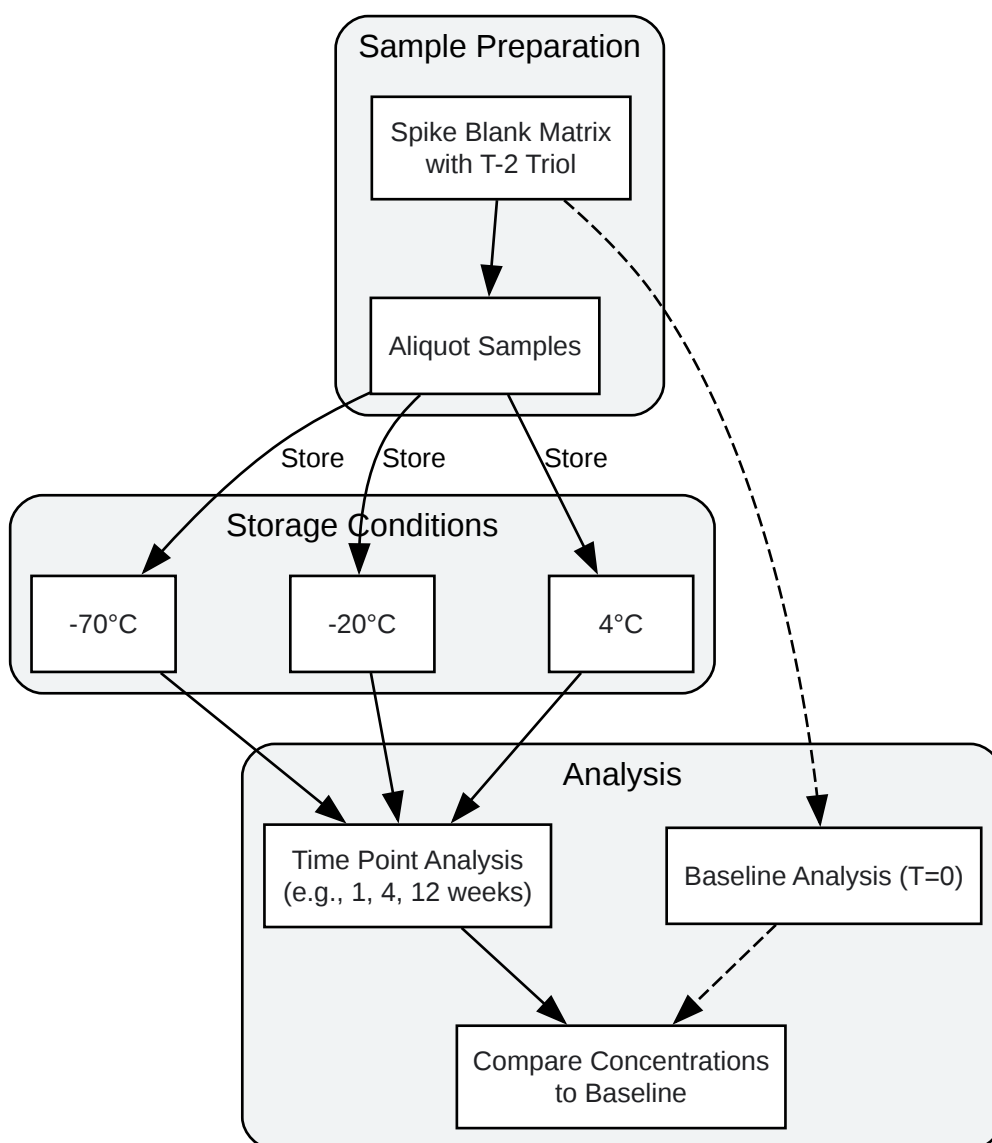 Sample Preparation
Spike Blank Matrix
with T-2 Triol
Aliquot Samples
Store
Store
Store
Storage Conditions
-70°C
-20°C
4°C
Analysis
Time Point Analysis
(e.g., 1, 4, 12 weeks)
Baseline Analysis (T=0)
Compare Concentrations
to Baseline